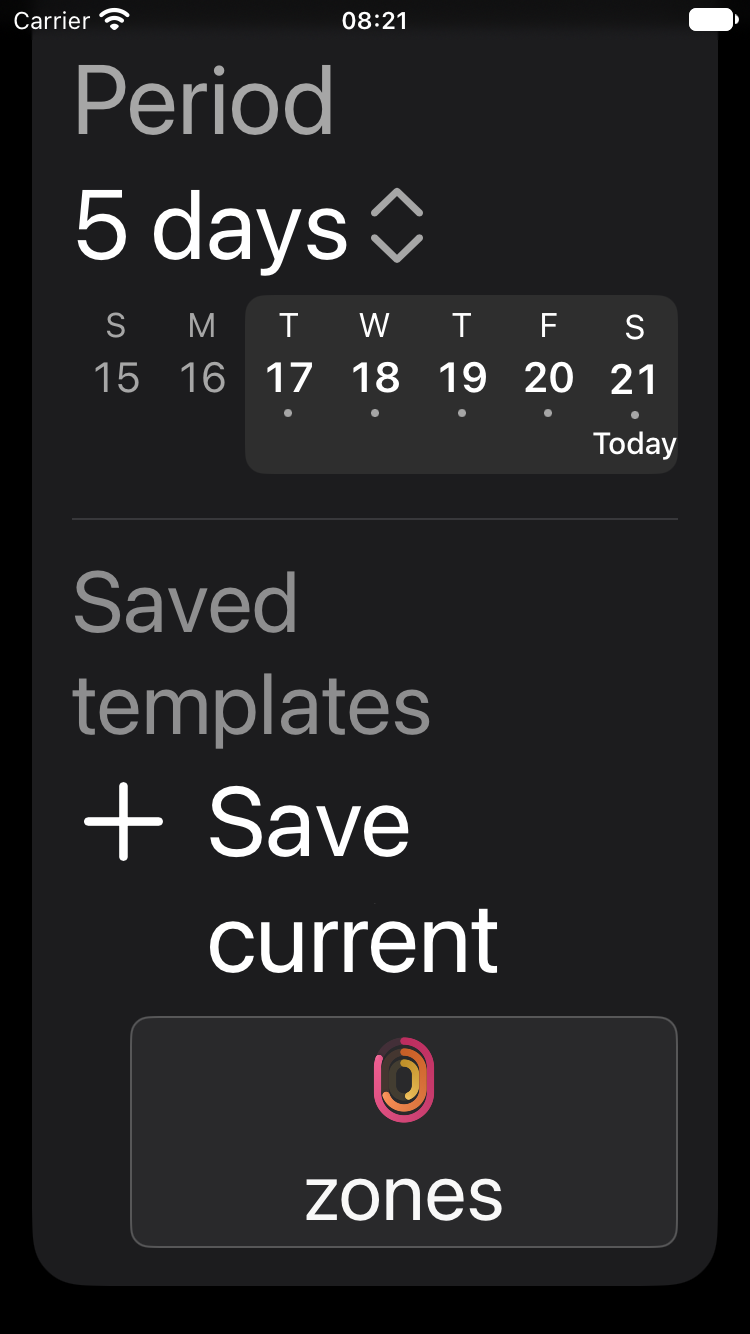 Carrier 08:21
Period
5 days
S M T W T F S
15 16 17 18 19 20 21
Today
Saved
templates
Save
current
zones